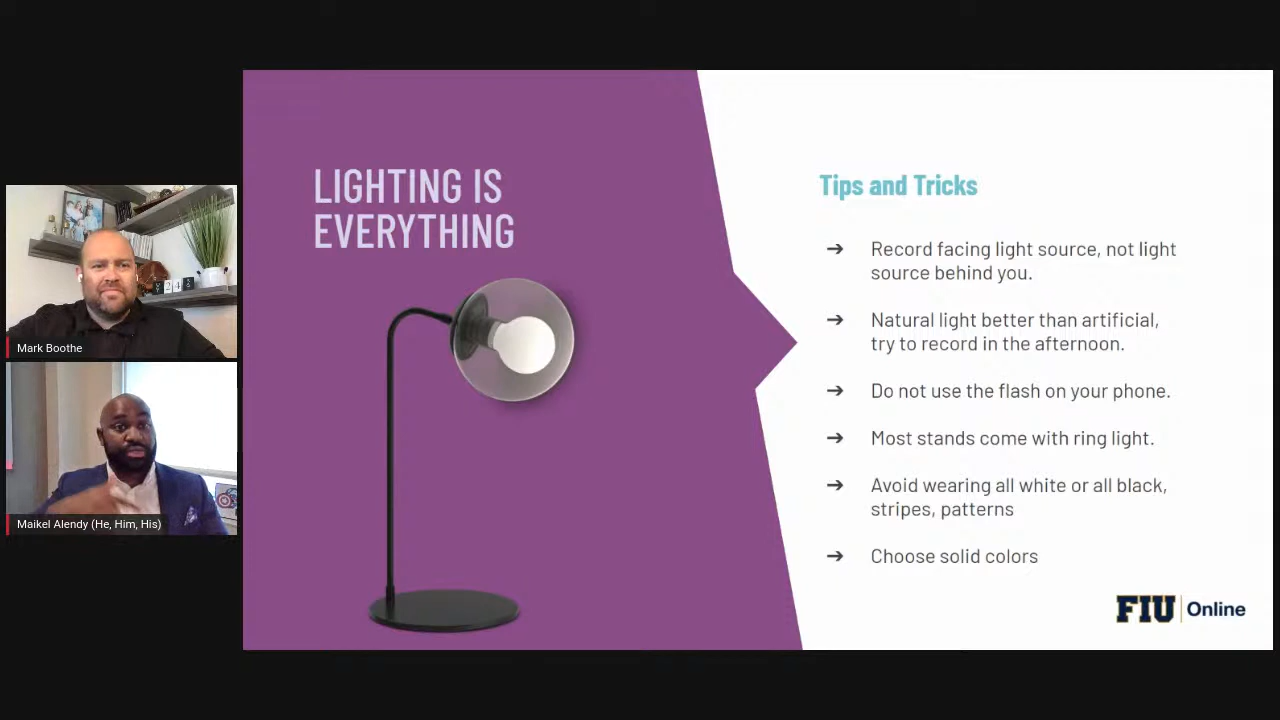 LIGHTING IS
EVERYTHING
Tips and Tricks
➔ Record facing light source, not light
source behind you.
➔ Natural light better than artificial,
try to record in the afternoon.
➔ Do not use the flash on your phone.
➔ Most stands come with ring light.
➔ Avoid wearing all white or all black,
stripes, patterns
➔ Choose solid colors
FIU Online
Mark Boothe
24
Maikel Alendy (He, Him, His)